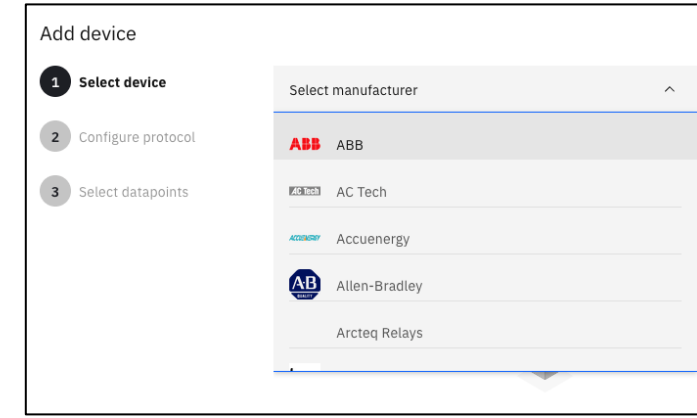 Add device
1 Select device
2 Configure protocol
3 Select datapoints
Select manufacturer
ABB ABB
AC Tech AC Tech
ACCUENERGY Accuenergy
AB QUALITY Allen-Bradley
Arcteq Relays